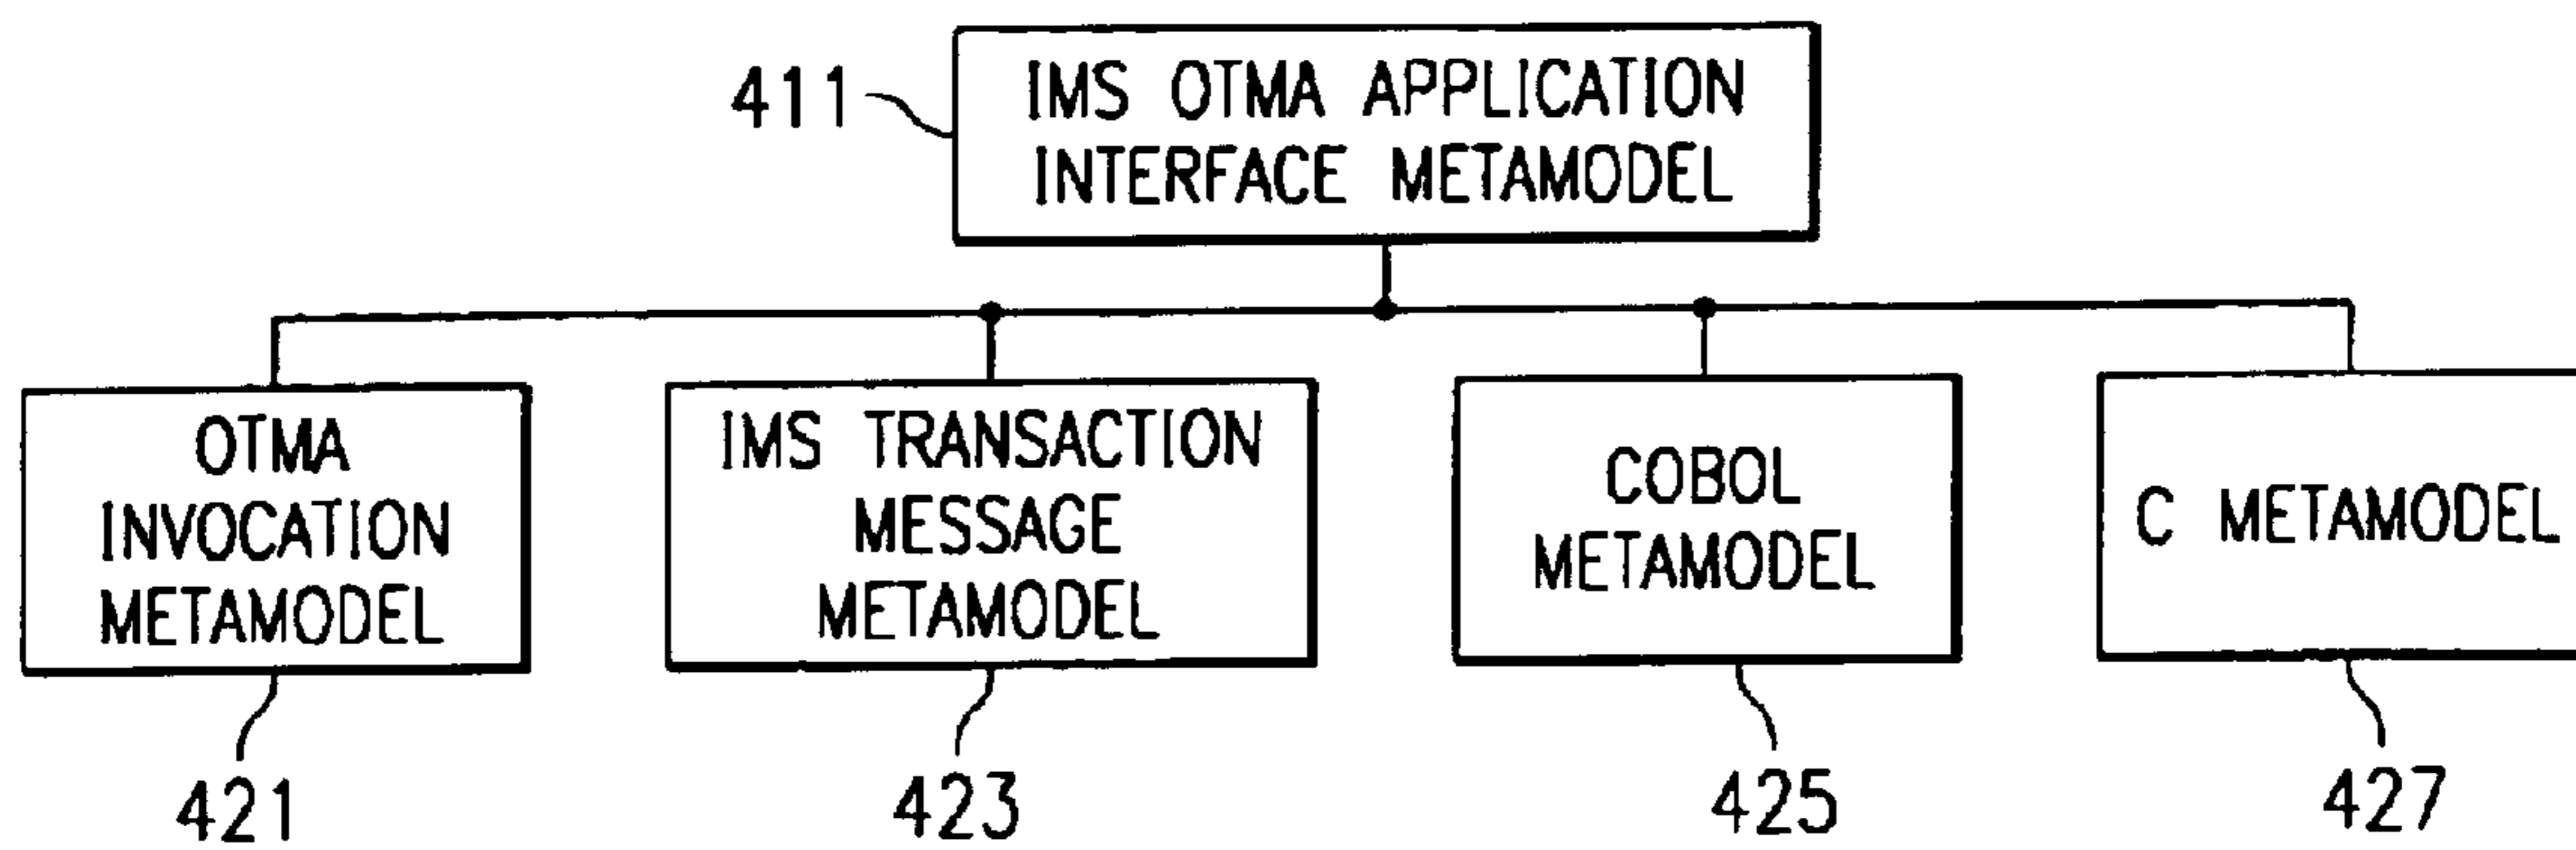 IMS OTMA APPLICATION
INTERFACE METAMODEL
411
OTMA
INVOCATION
METAMODEL
IMS TRANSACTION
MESSAGE
METAMODEL
COBOL
METAMODEL
C METAMODEL
421
423
425
427